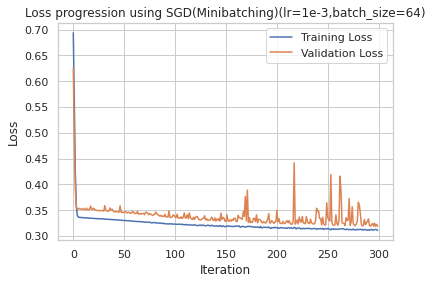 Loss progression using SGD(Minibatching)(lr=1e-3,batch_size=64)
Training Loss
Validation Loss
0.70
0.65
0.60
0.55
0.50
0.45
0.40
0.35
0.30
Loss
0 50 100 150 200 250 300
Iteration